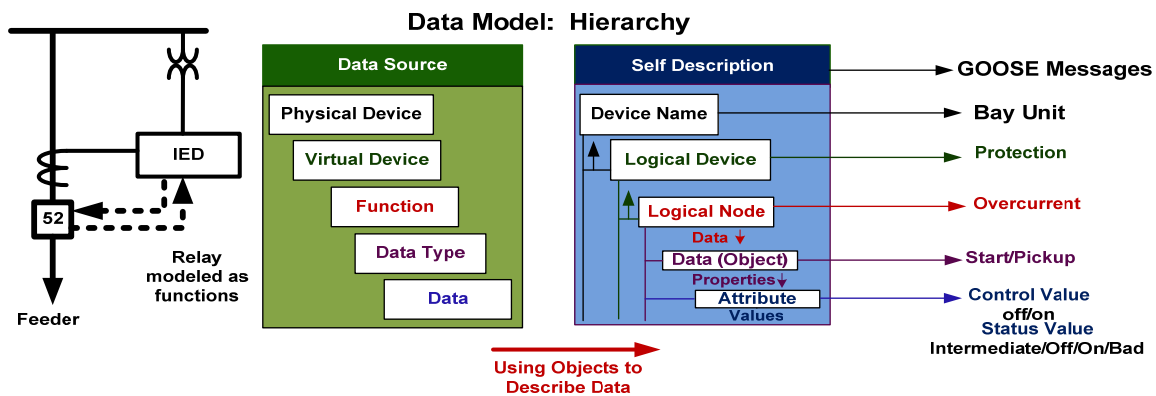 Data Model:  Hierarchy
IED
52
Relay
modeled as
functions
Feeder
Data Source
Physical Device
Virtual Device
Function
Data Type
Data
Self Description
Device Name
Logical Device
Logical Node
Data
Data (Object)
Properties
Attribute
Values
GOOSE Messages
Bay Unit
Protection
Overcurrent
Start/Pickup
Control Value
off/on
Status Value
Intermediate/Off/On/Bad
Using Objects to
Describe Data